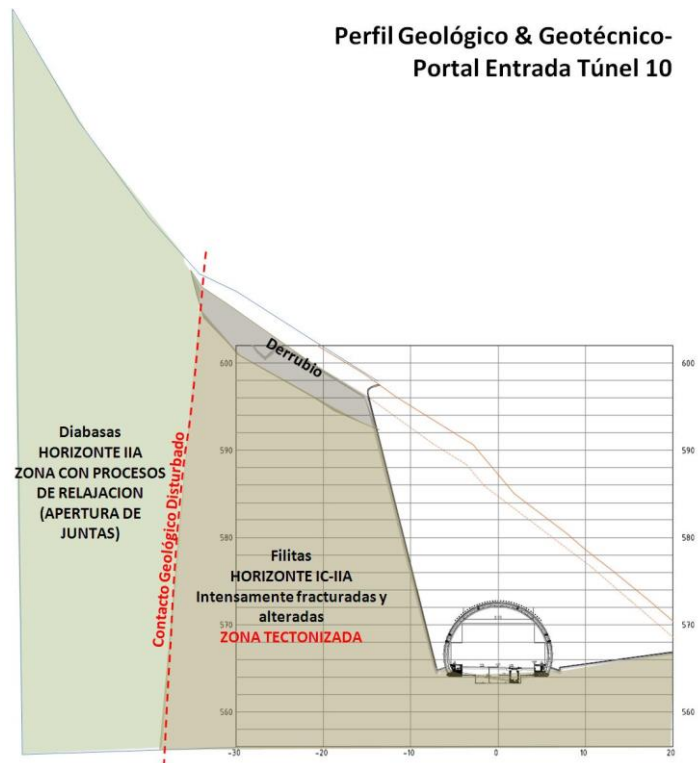 Perfil Geológico & Geotécnico-
Portal Entrada Túnel 10
Derrubio
600
600
590
590
580
580
570
570
560
560
Diabasas
HORIZONTE IIA
ZONA CON PROCESOS
DE RELAJACION
(APERTURA DE
JUNTAS)
Contacto Geológico Disturbado
Filitas
HORIZONTE IC-IIA
Intensamente fracturadas y
alteradas
ZONA TECTONIZADA
-30
-20
-10
0
10
20